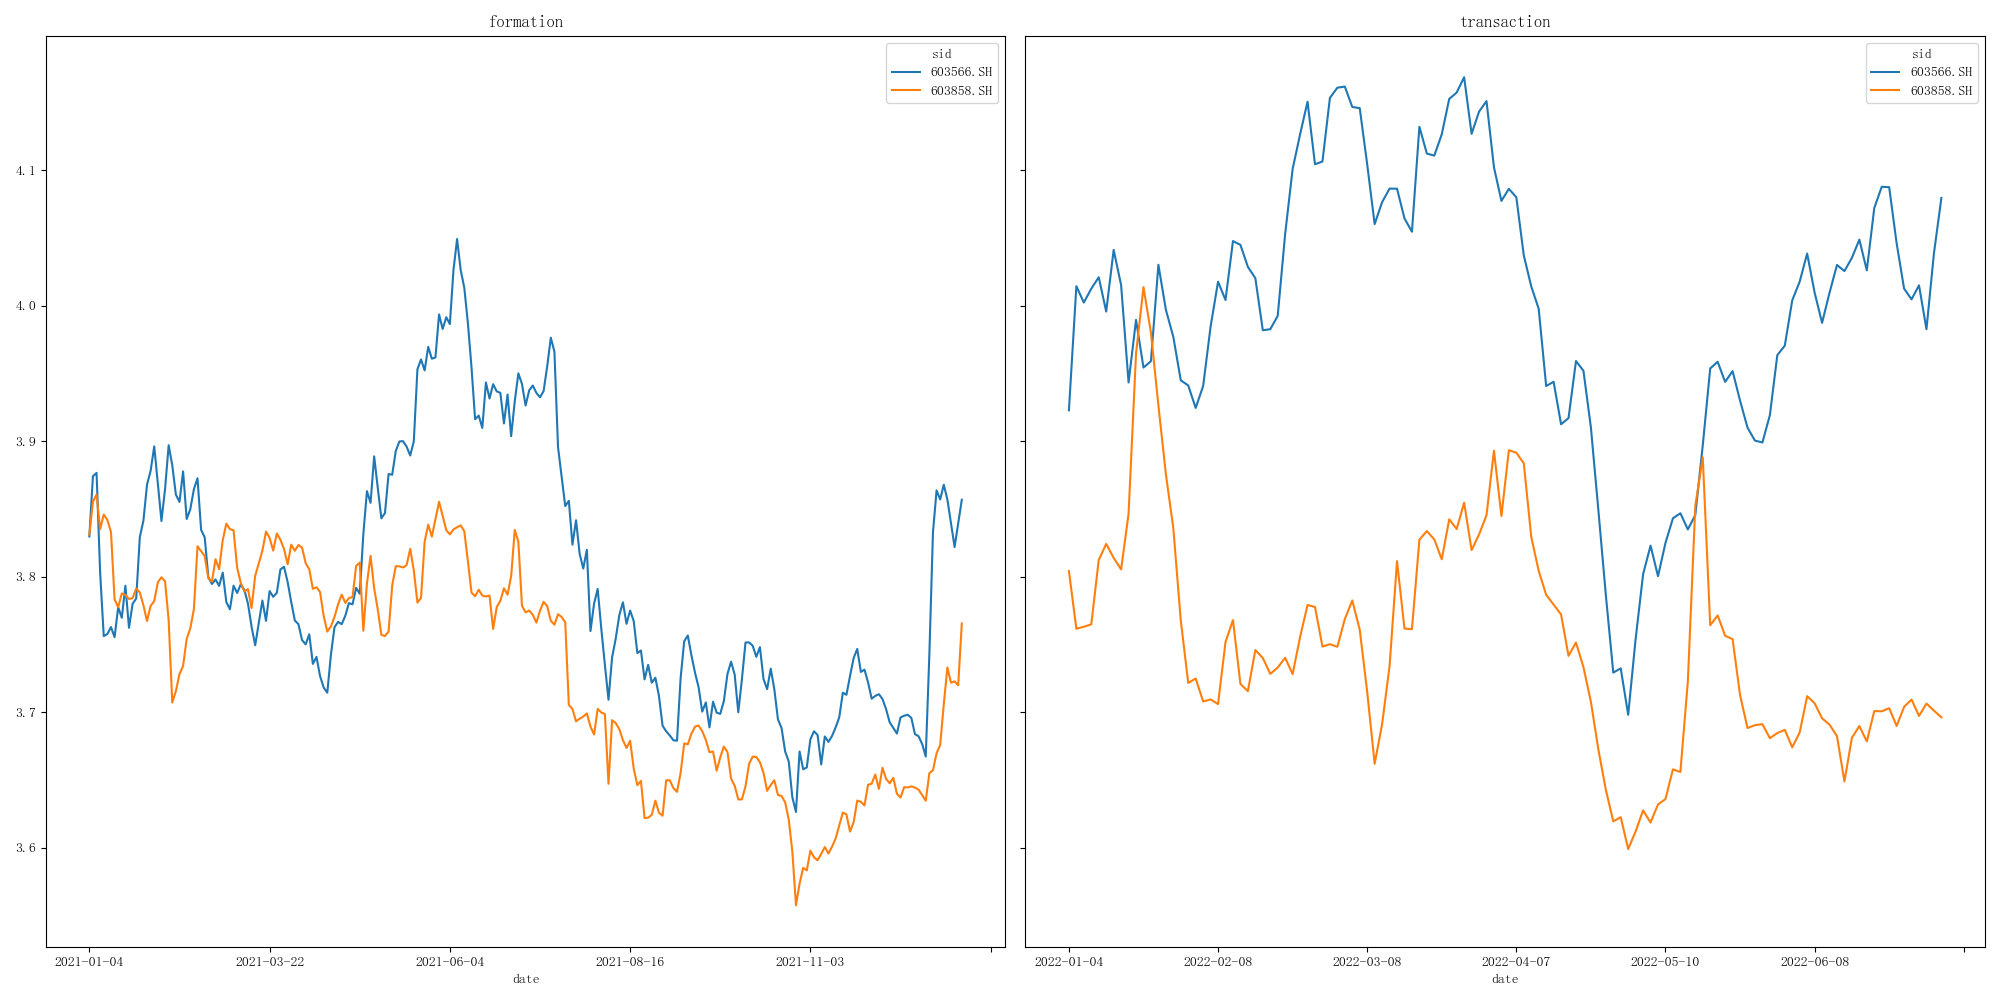 formation
sid
603566.SH
603858.SH
4.1
4.0
3.9
3.8
3.7
3.6
2021-01-04
2021-03-22
2021-06-04
2021-08-16
2021-11-03
date
transaction
sid
603566.SH
603858.SH
2022-01-04
2022-02-08
2022-03-08
2022-04-07
2022-05-10
2022-06-08
date